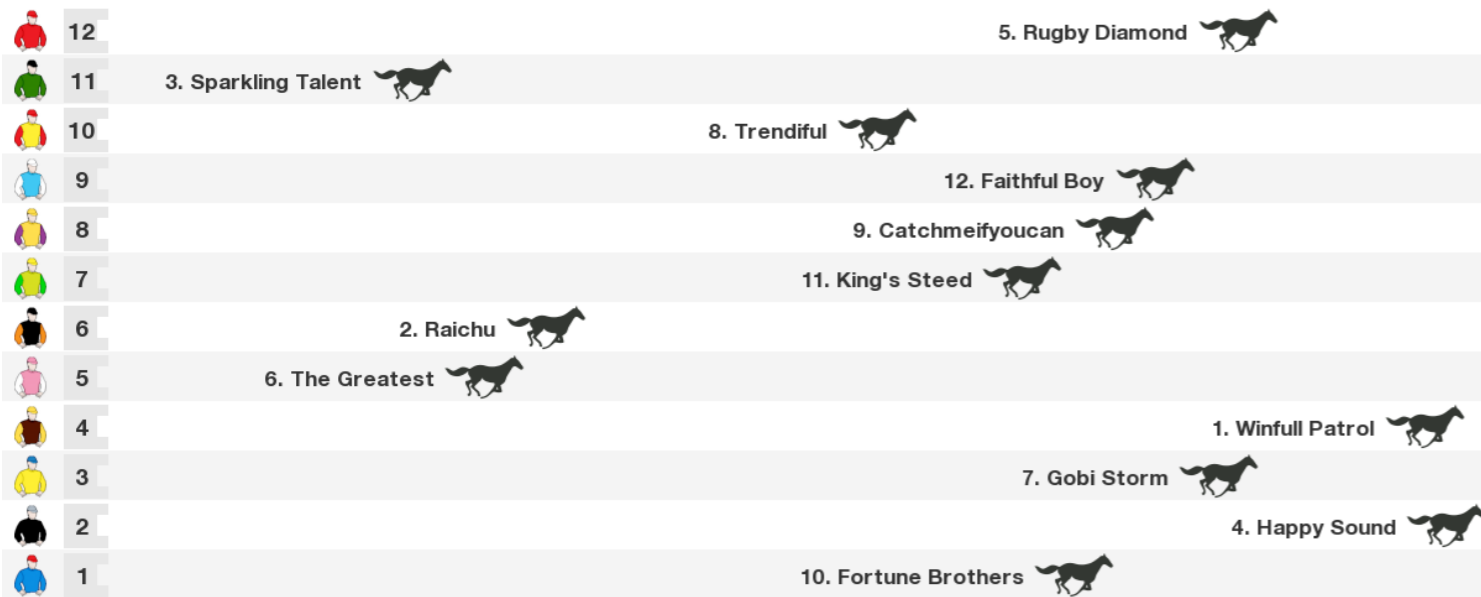 12 5. Rugby Diamond
11 3. Sparkling Talent
10 8. Trendiful
9 12. Faithful Boy
8 9. Catchmeifyoucan
7 11. King's Steed
6 2. Raichu
5 6. The Greatest
4 1. Winfull Patrol
3 7. Gobi Storm
2 4. Happy Sound
1 10. Fortune Brothers